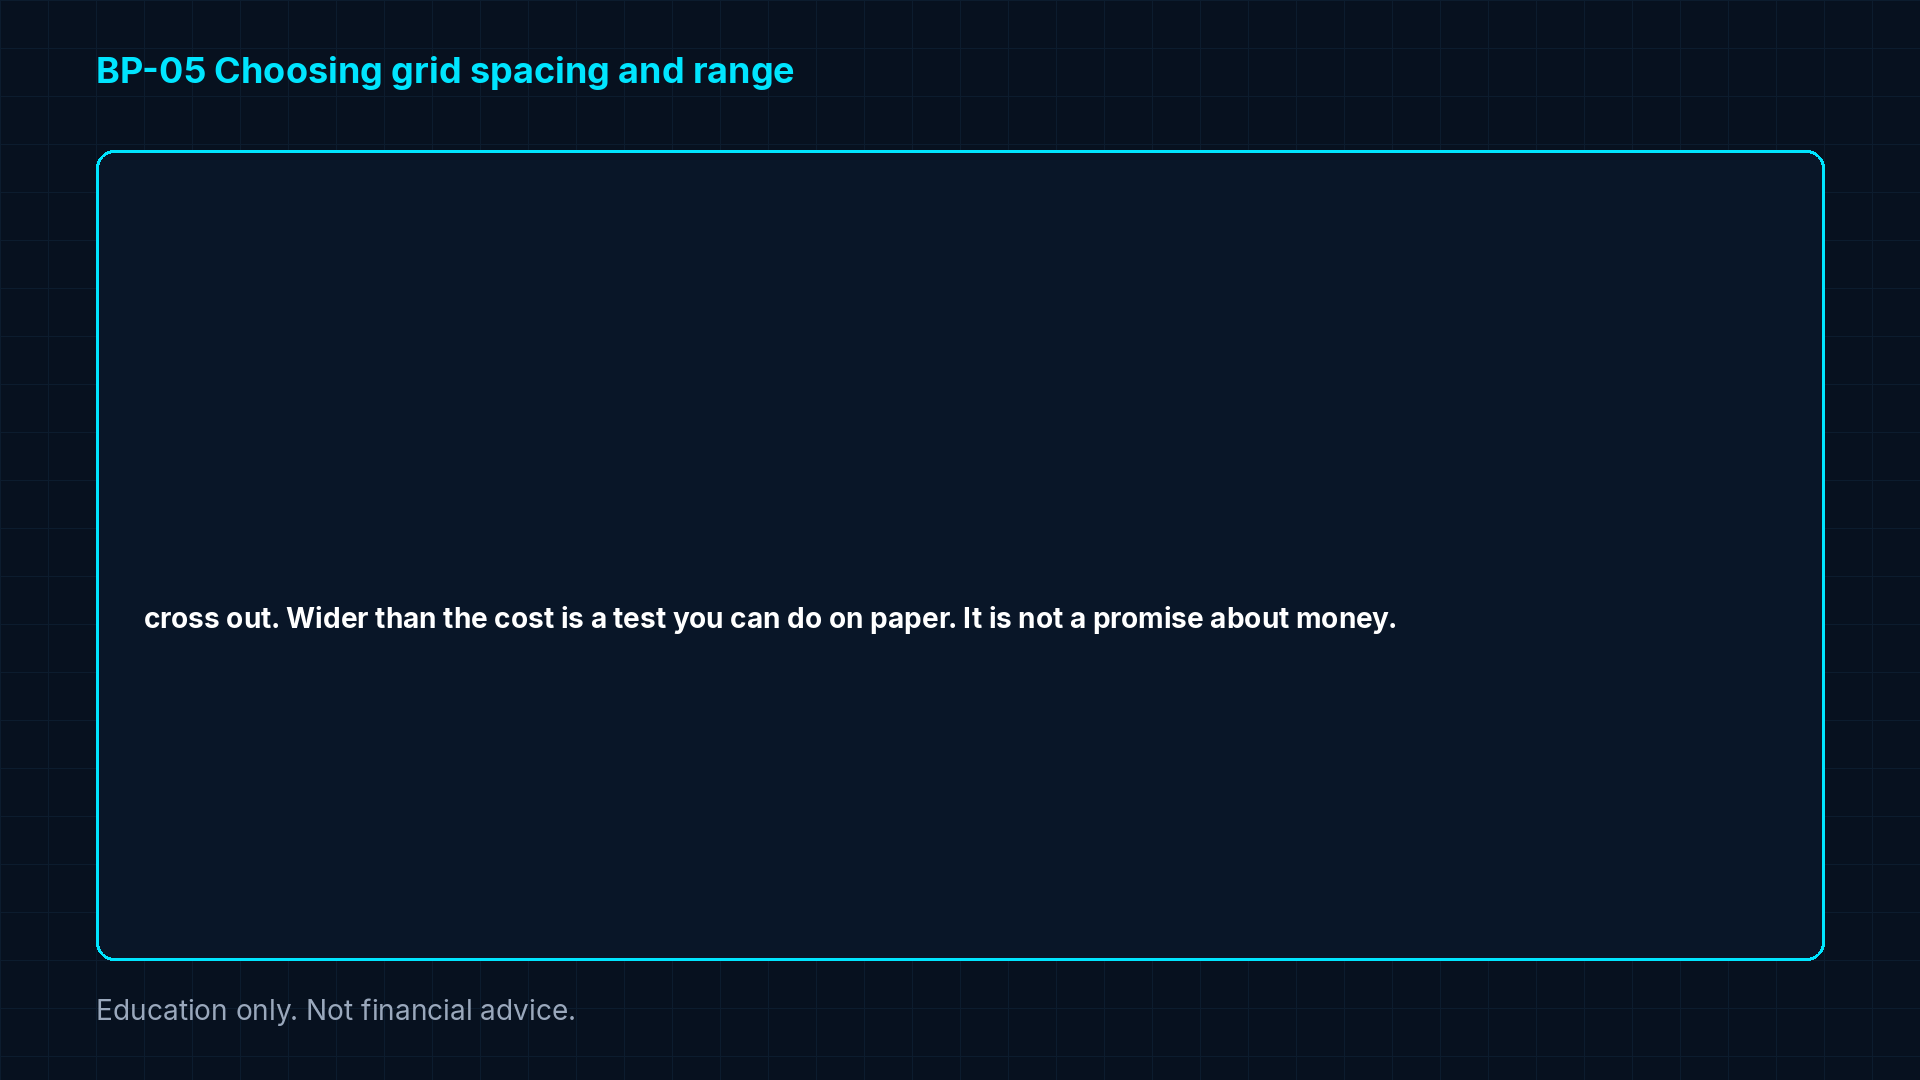 BP-05 Choosing grid spacing and range
cross out. Wider than the cost is a test you can do on paper. It is not a promise about money.
Education only. Not financial advice.